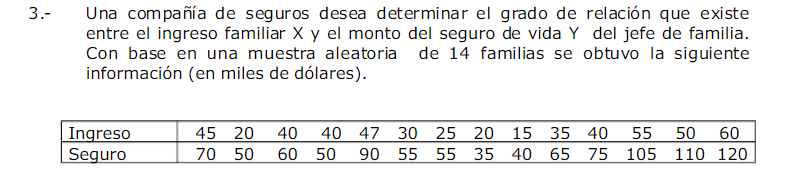 3.- Una compañía de seguros desea determinar el grado de relación que existe
entre el ingreso familiar X y el monto del seguro de vida Y del jefe de familia.
Con base en una muestra aleatoria de 14 familias se obtuvo la siguiente
información (en miles de dólares).
Ingreso 45 20 40 40 47 30 25 20 15 35 40 55 50 60
Seguro 70 50 60 50 90 55 55 35 40 65 75 105 110 120